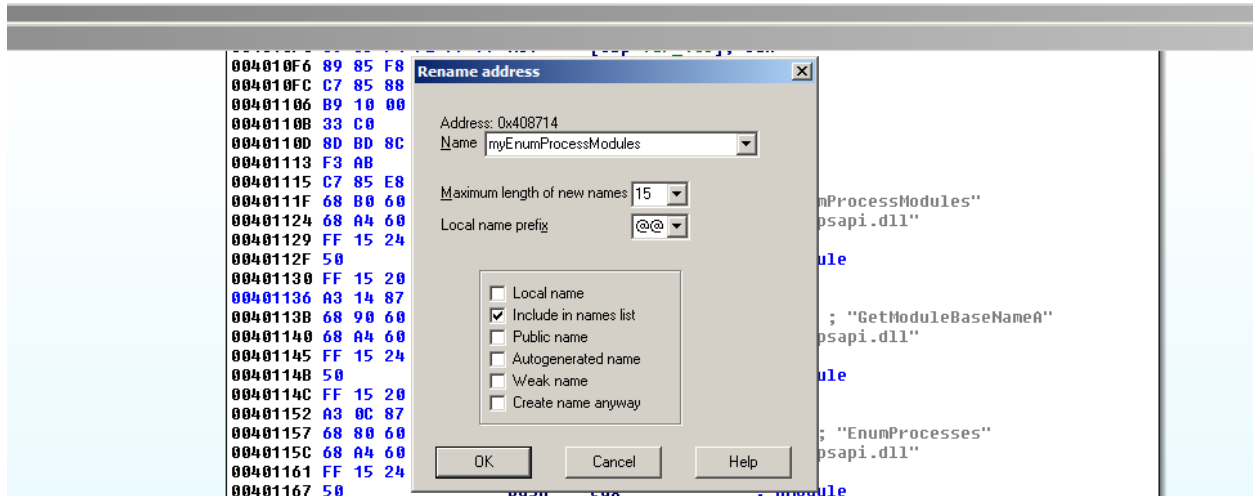 004010F6 89 85 F8
Rename address
004010FC C7 85 88
00401106 B9 10 00
0040110B 33 C0
Address: 0x408714
0040110D 8D BD 8C
Name myEnumProcessModules
00401113 F3 AB
00401115 C7 85 E8
Maximum length of new names 15
0040111F 68 B0 60 mProcessModules"
00401124 68 A4 60 psapi.dll"
Local name prefix @@
00401129 FF 15 24
0040112F 50 ule
00401130 FF 15 20
Local name
00401136 A3 14 87
0040113B 68 90 60 ; "GetModuleBaseNameA"
Include in names list
00401140 68 A4 60 psapi.dll"
Public name
00401145 FF 15 24
Autogenerated name
0040114B 50 ule
Weak name
0040114C FF 15 20
Create name anyway
00401152 A3 0C 87
00401157 68 80 60 ; "EnumProcesses"
0040115C 68 A4 60 psapi.dll"
OK Cancel Help
00401161 FF 15 24
00401167 50 ule